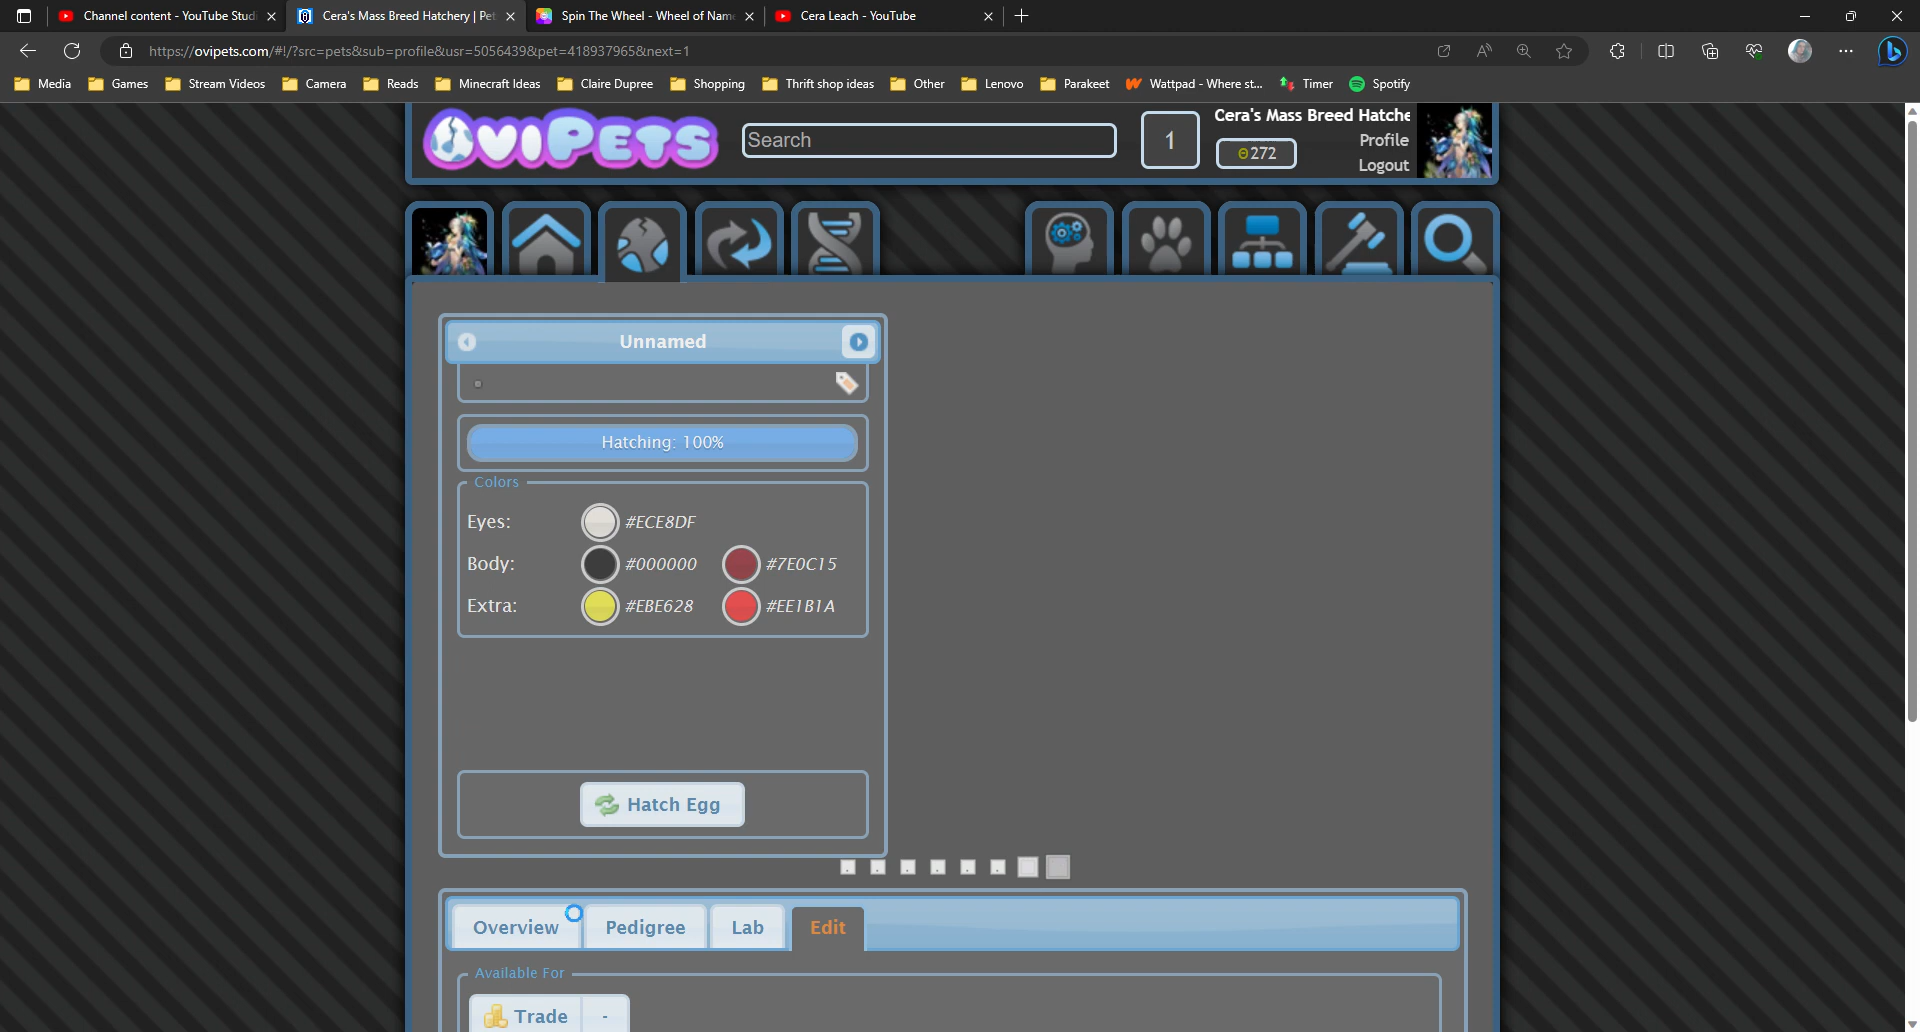 Channel content - YouTube Studi
Cera's Mass Breed Hatchery | Pet
Spin The Wheel - Wheel of Name
Cera Leach - YouTube
https://ovipets.com/#!/?src=pets&sub=profile&usr=5056439&pet=418937965&next=1
Media
Games
Stream Videos
Camera
Reads
Minecraft Ideas
Claire Dupree
Shopping
Thrift shop ideas
Other
Lenovo
Parakeet
Wattpad - Where st...
Timer
Spotify
OviPets
Search
1
Cera's Mass Breed Hatche
272
Profile
Logout
Unnamed
Hatching: 100%
Colors
Eyes: #ECE8DF
Body: #000000 #7E0C15
Extra: #EBE628 #EE1B1A
Hatch Egg
Overview
Pedigree
Lab
Edit
Available For
Trade -